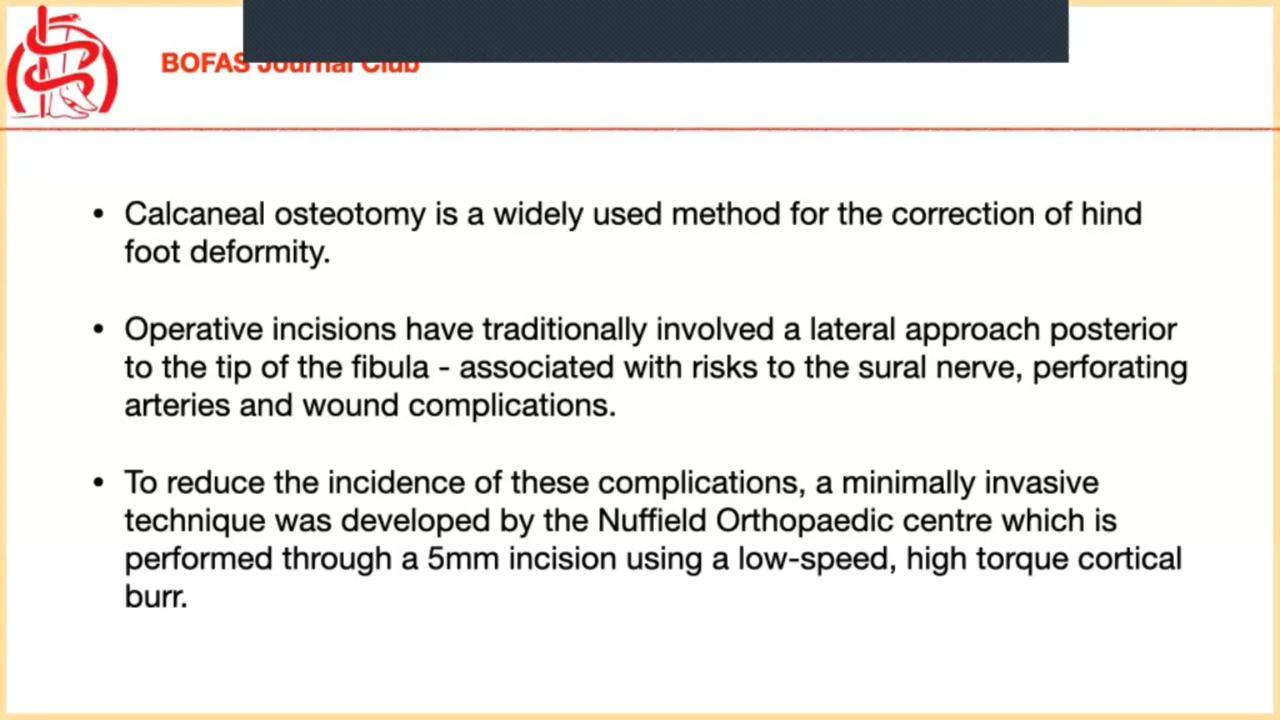 BOFAS Journal Club
• Calcaneal osteotomy is a widely used method for the correction of hind
foot deformity.
• Operative incisions have traditionally involved a lateral approach posterior
to the tip of the fibula - associated with risks to the sural nerve, perforating
arteries and wound complications.
• To reduce the incidence of these complications, a minimally invasive
technique was developed by the Nuffield Orthopaedic centre which is
performed through a 5mm incision using a low-speed, high torque cortical
burr.